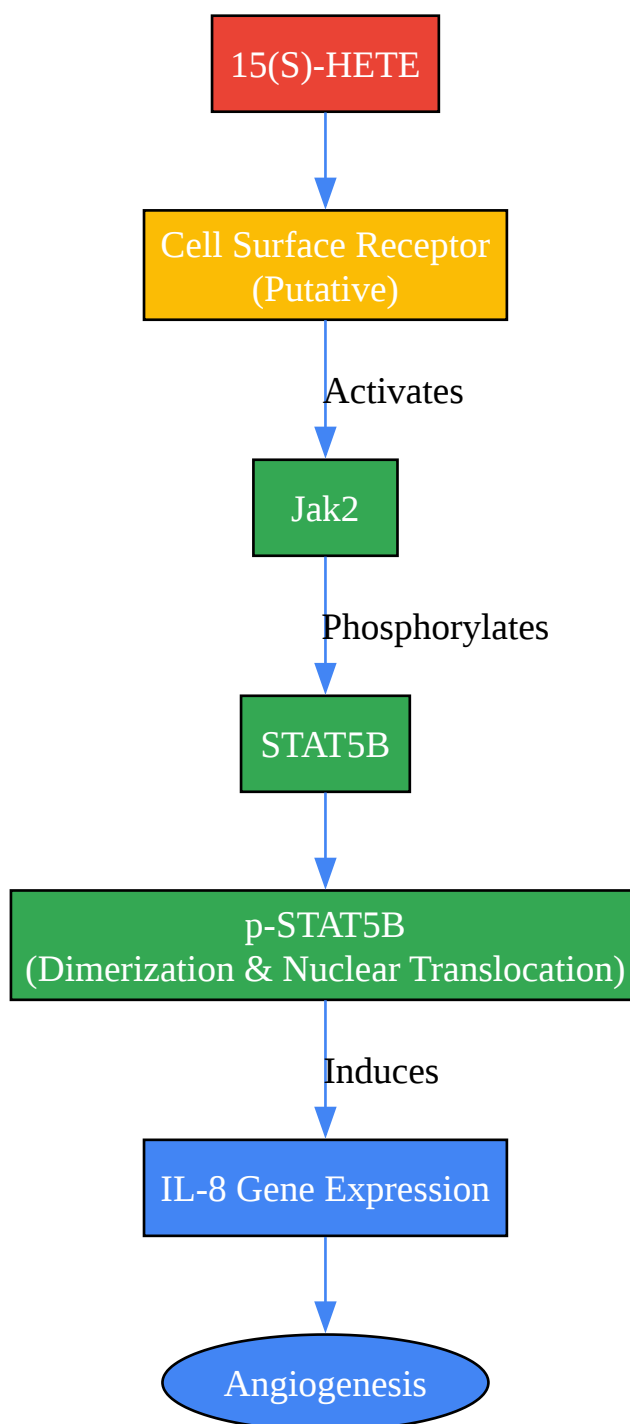 15(S)-HETE
Cell Surface Receptor
(Putative)
Activates
Jak2
Phosphorylates
STAT5B
p-STAT5B
(Dimerization & Nuclear Translocation)
Induces
IL-8 Gene Expression
Angiogenesis